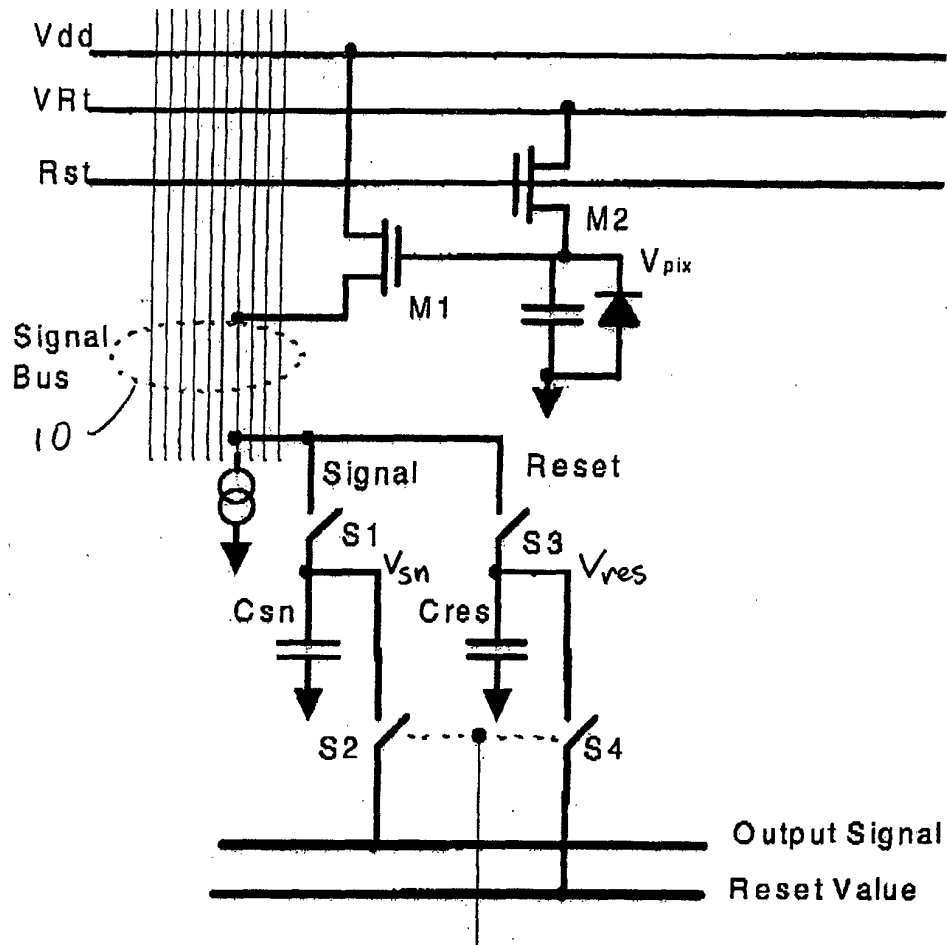 Vdd
VRt
Rst
M2
Vpix
M1
Signal
Bus
10
Signal
Reset
S1
S3
Vsn
Vres
Csn
Cres
S2
S4
Output Signal
Reset Value